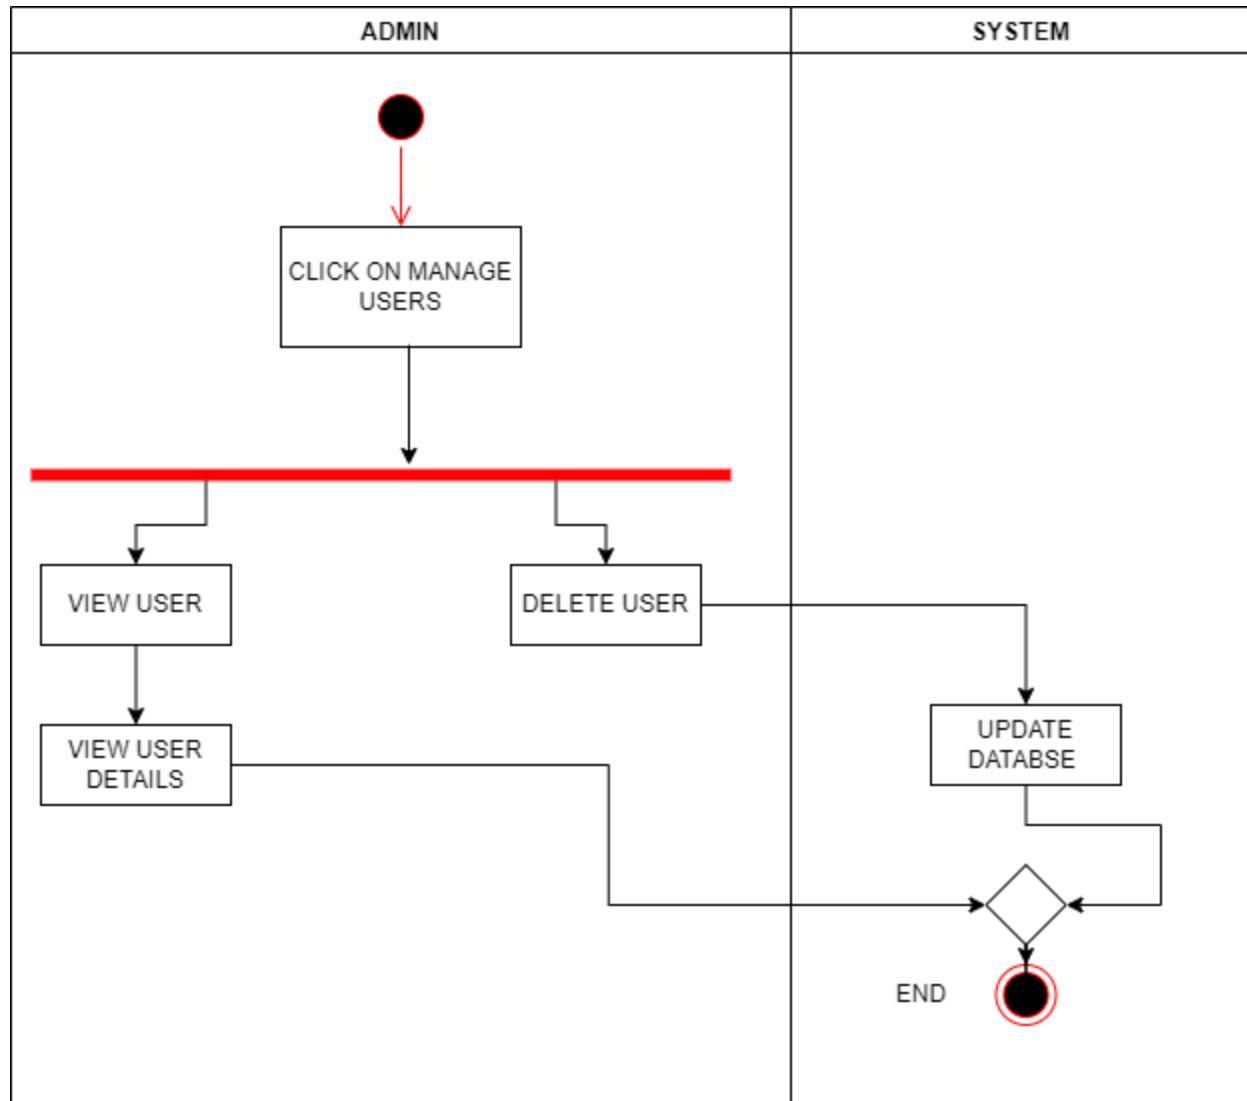 ADMIN
SYSTEM
CLICK ON MANAGE
USERS
VIEW USER
DELETE USER
VIEW USER
DETAILS
UPDATE
DATABSE
END